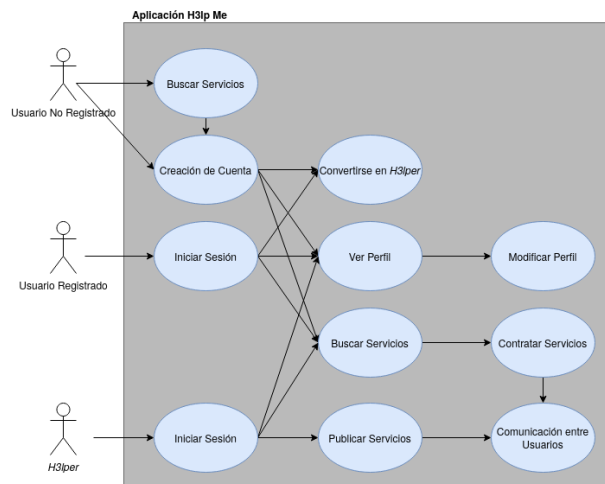 Aplicación H3lp Me
Buscar Servicios
Usuario No Registrado
Creación de Cuenta
Convertirse en H3lper
Iniciar Sesión
Ver Perfil
Modificar Perfil
Usuario Registrado
Buscar Servicios
Contratar Servicios
Iniciar Sesión
Publicar Servicios
Comunicación entre
Usuarios
H3lper